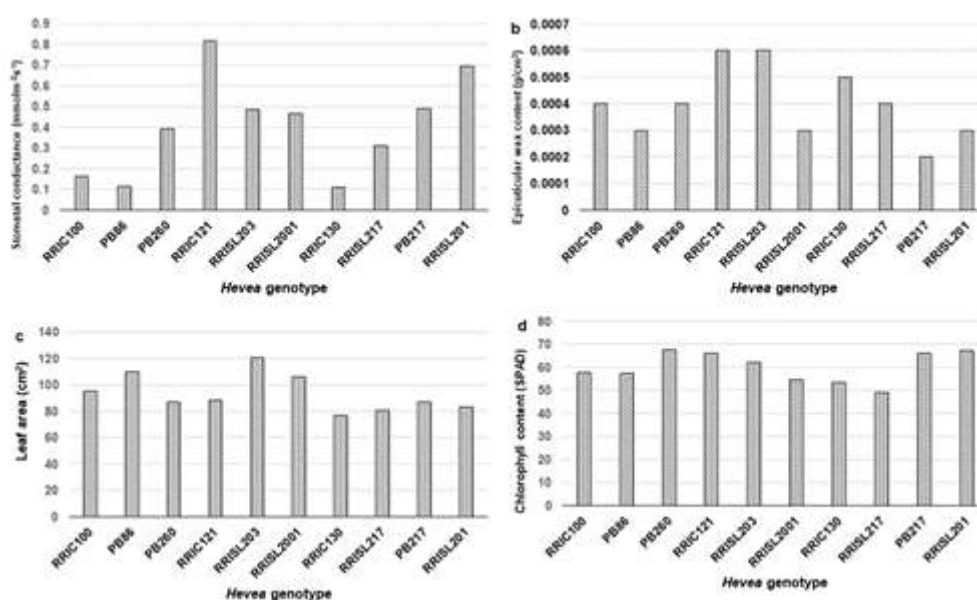 Stomatal conductance (mmolm⁻²s⁻¹)
0.9
0.8
0.7
0.6
0.5
0.4
0.3
0.2
0.1
0
RRIC100 PB86 PB260 RRIC121 RRISL203 RRISL2001 RRIC130 RRISL217 PB217 RRISL201
Hevea genotype
b
Epicuticular wax content (g/cm²)
0.0007
0.0006
0.0005
0.0004
0.0003
0.0002
0.0001
0
RRIC100 PB86 PB260 RRIC121 RRISL203 RRISL2001 RRIC130 RRISL217 PB217 RRISL201
Hevea genotype
c
Leaf area (cm²)
140
120
100
80
60
40
20
0
RRIC100 PB86 PB260 RRIC121 RRISL203 RRISL2001 RRIC130 RRISL217 PB217 RRISL201
Hevea genotype
d
Chlorophyll content (SPAD)
80
70
60
50
40
30
20
10
0
RRIC100 PB86 PB260 RRIC121 RRISL203 RRISL2001 RRIC130 RRISL217 PB217 RRISL201
Hevea genotype